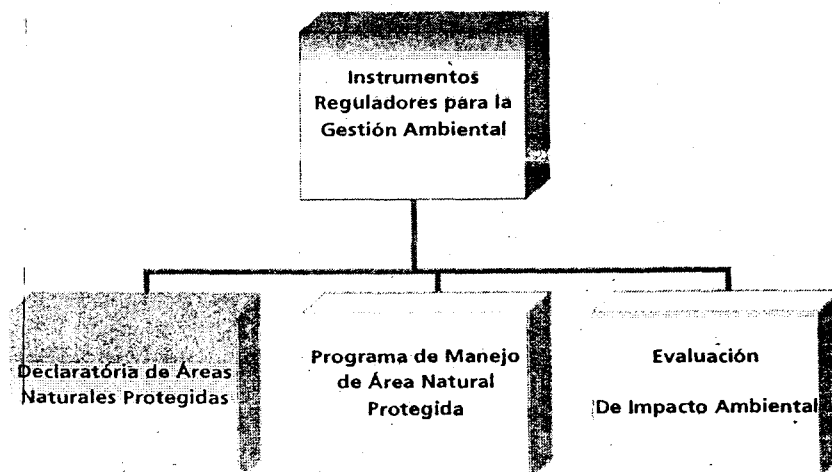 Instrumentos
Reguladores para la
Gestión Ambiental
Declaratória de Áreas
Naturales Protegidas
Programa de Manejo
de Área Natural
Protegida
Evaluación
De Impacto Ambiental